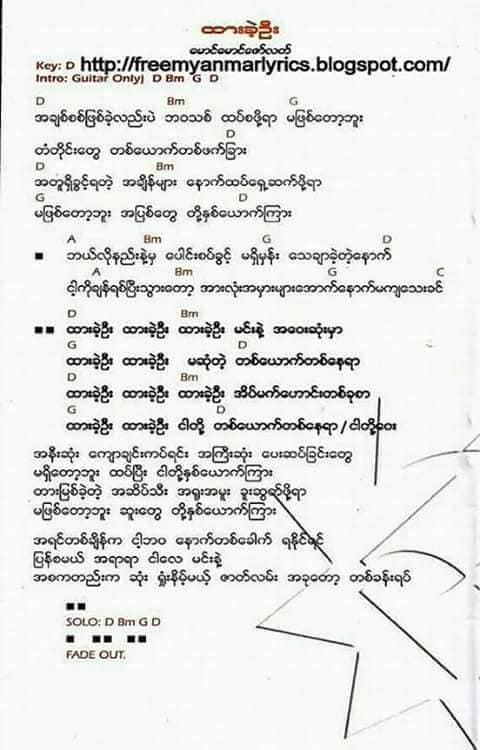 ထားခဲ့ဦး
မောင်မောင်ဇော်လတ်
Key: D http://freemyanmarlyrics.blogspot.com/
Intro: Guitar Only) D Bm G D
D Bm G
အချစ်စစ်ဖြစ်ခဲ့လည်းပဲ ဘဝသစ် ထပ်စဖို့ရာ မဖြစ်တော့ဘူး
D
တံတိုင်းတွေ တစ်ယောက်တစ်ဖက်ခြား
D Bm
အတူရှိခွင့်ရတဲ့ အချိန်များ နောက်ထပ်ရှေ့ဆက်ဖို့ရာ
G D
မဖြစ်တော့ဘူး အပြစ်တွေ တို့နှစ်ယောက်ကြား
A Bm G D
■ ဘယ်လိုနည်းနဲ့မှ ပေါင်းစပ်ခွင့် မရှိမှန်း သေချာခဲ့တဲ့နောက်
A Bm G C
ငါ့ကိုချန်ရစ်ပြီးသွားတော့ အားလုံးအမှားများအောက်နောက်မကျသေးခင်
D Bm
■ ■ ထားခဲ့ဦး ထားခဲ့ဦး ထားခဲ့ဦး မင်းနဲ့ အဝေးဆုံးမှာ
G D
ထားခဲ့ဦး ထားခဲ့ဦး မဆုံတဲ့ တစ်ယောက်တစ်နေရာ
D Bm
ထားခဲ့ဦး ထားခဲ့ဦး ထားခဲ့ဦး အိပ်မက်ဟောင်းတစ်ခုစာ
G D
ထားခဲ့ဦး ထားခဲ့ဦး ငါတို့ တစ်ယောက်တစ်နေရာ / ငါတို့ဝေး
အနီးဆုံး ကျောချင်းကပ်ရင်း အကြီးဆုံး ပေးဆပ်ခြင်းတွေ
မရှိတော့ဘူး ထပ်ပြီး ငါတို့နှစ်ယောက်ကြား
တားမြစ်ခဲ့တဲ့ အဆိပ်သီး အရူးအမူး ခူးဆွတ်ဖို့ရာ
မဖြစ်တော့ဘူး ဆူးတွေ တို့နှစ်ယောက်ကြား
အရင်တစ်ချိန်က ငါ့ဘဝ နောက်တစ်ခေါက် ရနိုင်ရင်
ပြန်စမယ် အရာရာ ငါလေ မင်းနဲ့
အစကတည်းက ဆုံး ရှုံးနိမ့်မယ့် ဇာတ်လမ်း အခုတော့ တစ်ခန်းရပ်
■ ■
SOLO: D Bm G D
■ ■ ■ ■ ■
FADE OUT.